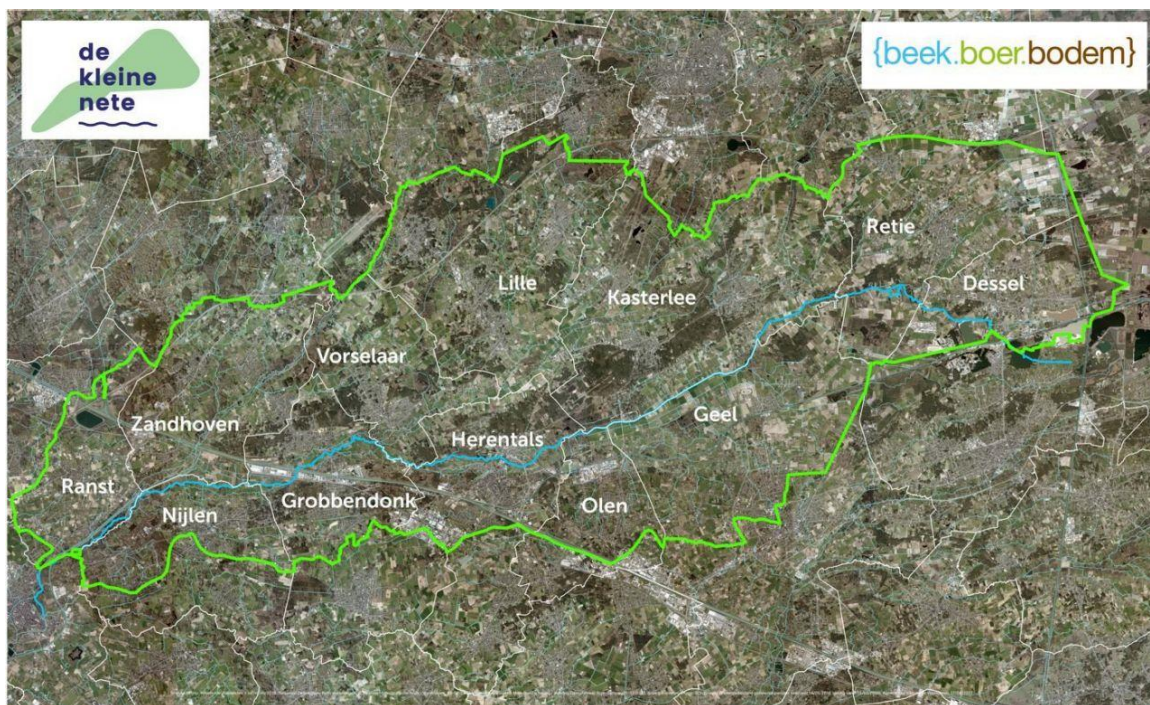 de
kleine
nete
{beek.boer.bodem}
Retie
Lille
Dessel
Kasterlee
Vorselaar
Geel
Zandhoven
Herentals
Ranst
Grobbendonk
Olen
Nijlen